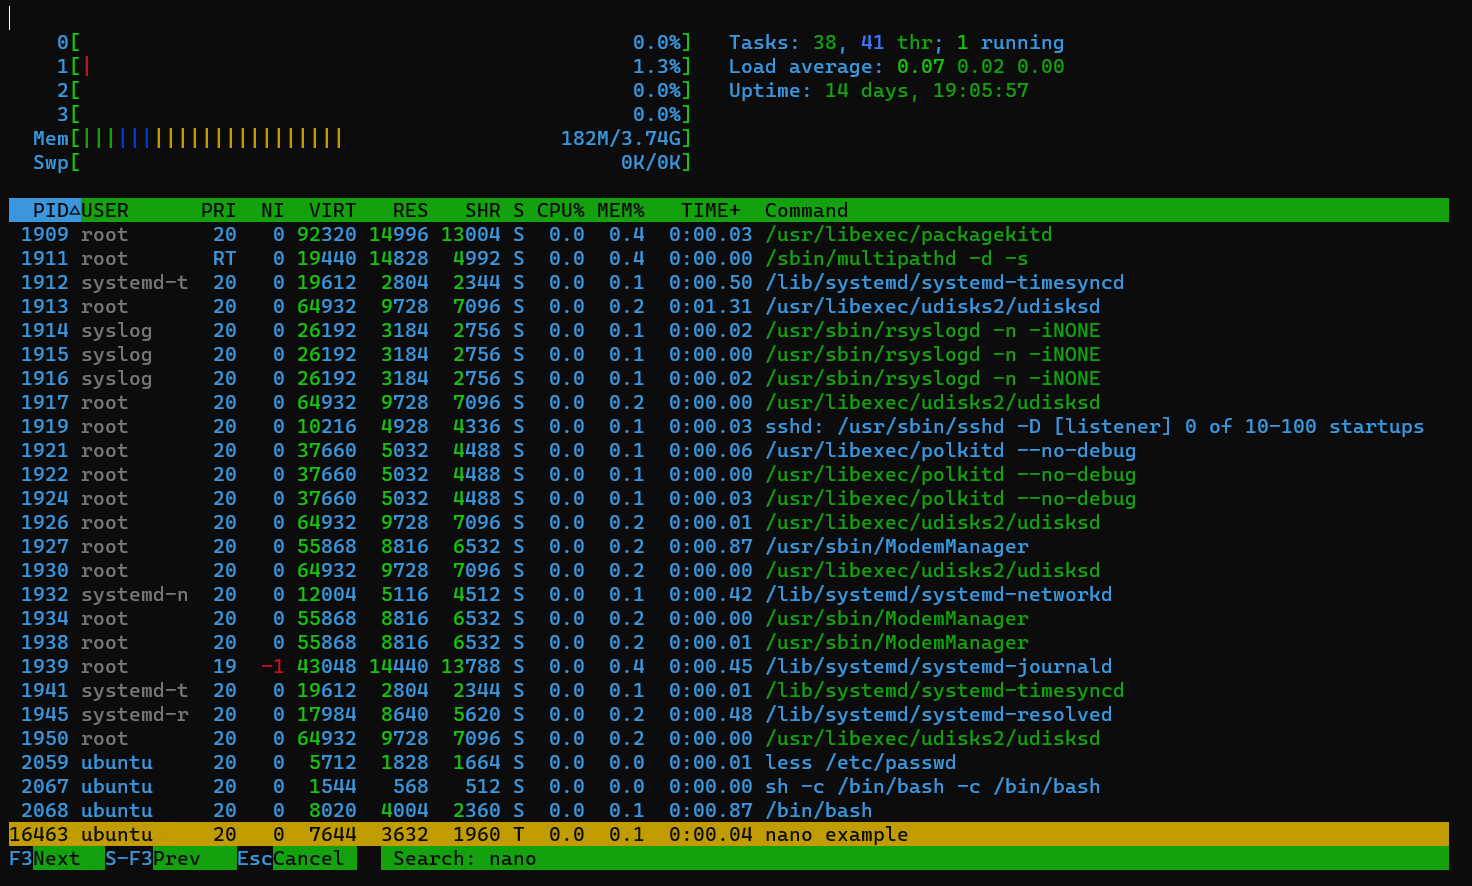 0[ 0.0%] Tasks: 38, 41 thr; 1 running
1[| 1.3%] Load average: 0.07 0.02 0.00
2[ 0.0%] Uptime: 14 days, 19:05:57
3[ 0.0%]
Mem[|||||||||||||||||||||| 182M/3.74G]
Swp[ 0K/0K]
PID△USER PRI NI VIRT RES SHR S CPU% MEM% TIME+ Command
1909 root 20 0 92320 14996 13004 S 0.0 0.4 0:00.03 /usr/libexec/packagekitd
1911 root RT 0 19440 14828 4992 S 0.0 0.4 0:00.00 /sbin/multipathd -d -s
1912 systemd-t 20 0 19612 2804 2344 S 0.0 0.1 0:00.50 /lib/systemd/systemd-timesyncd
1913 root 20 0 64932 9728 7096 S 0.0 0.2 0:01.31 /usr/libexec/udisks2/udisksd
1914 syslog 20 0 26192 3184 2756 S 0.0 0.1 0:00.02 /usr/sbin/rsyslogd -n -iNONE
1915 syslog 20 0 26192 3184 2756 S 0.0 0.1 0:00.00 /usr/sbin/rsyslogd -n -iNONE
1916 syslog 20 0 26192 3184 2756 S 0.0 0.1 0:00.02 /usr/sbin/rsyslogd -n -iNONE
1917 root 20 0 64932 9728 7096 S 0.0 0.2 0:00.00 /usr/libexec/udisks2/udisksd
1919 root 20 0 10216 4928 4336 S 0.0 0.1 0:00.03 sshd: /usr/sbin/sshd -D [listener] 0 of 10-100 startups
1921 root 20 0 37660 5032 4488 S 0.0 0.1 0:00.06 /usr/libexec/polkitd --no-debug
1922 root 20 0 37660 5032 4488 S 0.0 0.1 0:00.00 /usr/libexec/polkitd --no-debug
1924 root 20 0 37660 5032 4488 S 0.0 0.1 0:00.03 /usr/libexec/polkitd --no-debug
1926 root 20 0 64932 9728 7096 S 0.0 0.2 0:00.01 /usr/libexec/udisks2/udisksd
1927 root 20 0 55868 8816 6532 S 0.0 0.2 0:00.87 /usr/sbin/ModemManager
1930 root 20 0 64932 9728 7096 S 0.0 0.2 0:00.00 /usr/libexec/udisks2/udisksd
1932 systemd-n 20 0 12004 5116 4512 S 0.0 0.1 0:00.42 /lib/systemd/systemd-networkd
1934 root 20 0 55868 8816 6532 S 0.0 0.2 0:00.00 /usr/sbin/ModemManager
1938 root 20 0 55868 8816 6532 S 0.0 0.2 0:00.01 /usr/sbin/ModemManager
1939 root 19 -1 43048 14440 13788 S 0.0 0.4 0:00.45 /lib/systemd/systemd-journald
1941 systemd-t 20 0 19612 2804 2344 S 0.0 0.1 0:00.01 /lib/systemd/systemd-timesyncd
1945 systemd-r 20 0 17984 8640 5620 S 0.0 0.2 0:00.48 /lib/systemd/systemd-resolved
1950 root 20 0 64932 9728 7096 S 0.0 0.2 0:00.00 /usr/libexec/udisks2/udisksd
2059 ubuntu 20 0 5712 1828 1664 S 0.0 0.0 0:00.01 less /etc/passwd
2067 ubuntu 20 0 1544 568 512 S 0.0 0.0 0:00.00 sh -c /bin/bash -c /bin/bash
2068 ubuntu 20 0 8020 4004 2360 S 0.0 0.1 0:00.87 /bin/bash
16463 ubuntu 20 0 7644 3632 1960 T 0.0 0.1 0:00.04 nano example
F3Next S-F3Prev EscCancel Search: nano